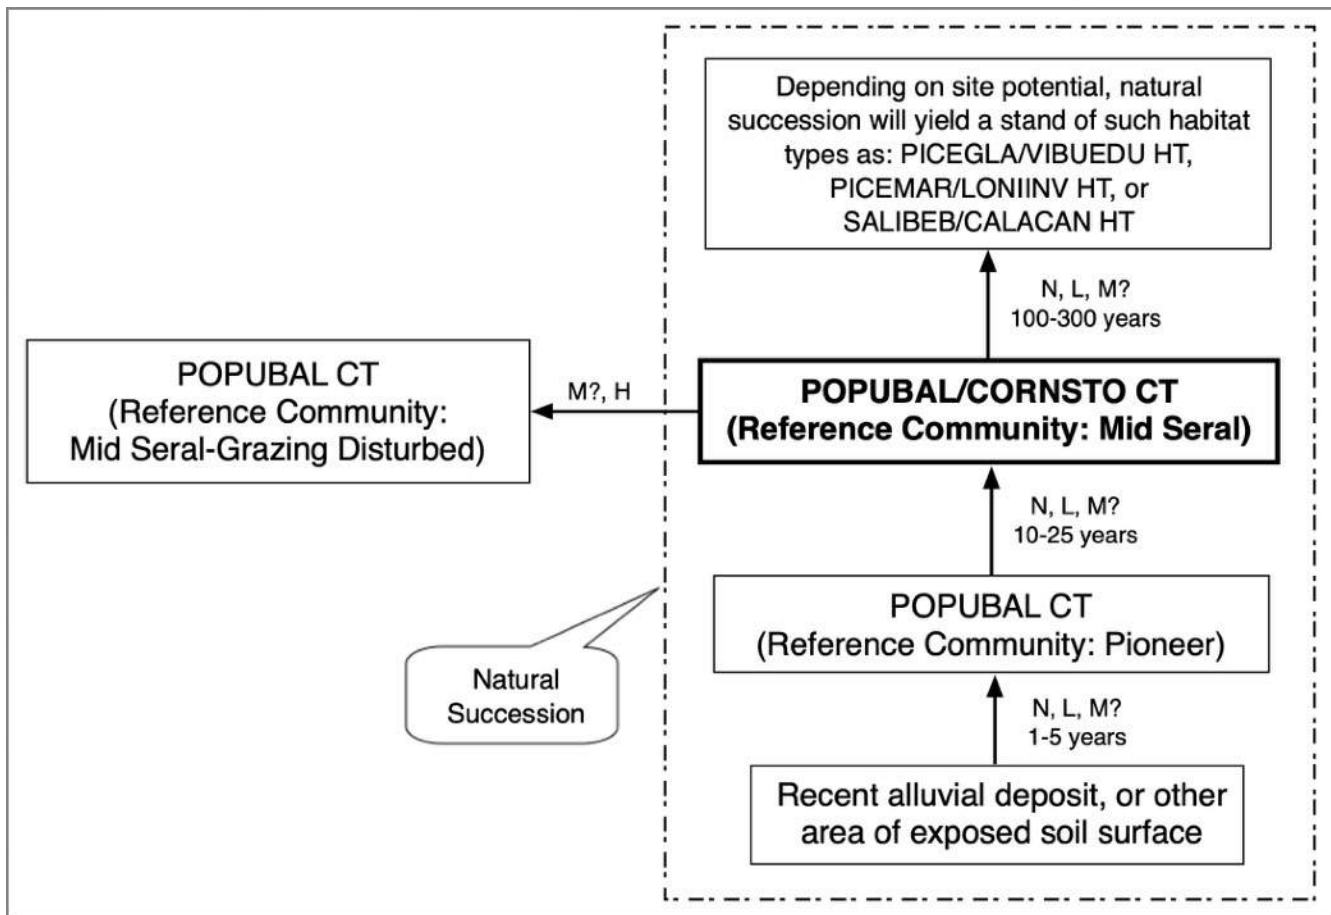 Depending on site potential, natural
succession will yield a stand of such habitat
types as: PICEGLA/VIBUEDU HT,
PICEMAR/LONIINV HT, or
SALIBEB/CALACAN HT
N, L, M?
100-300 years
POPUBAL CT
(Reference Community:
Mid Seral-Grazing Disturbed)
M?, H
POPUBAL/CORNSTO CT
(Reference Community: Mid Seral)
N, L, M?
10-25 years
POPUBAL CT
(Reference Community: Pioneer)
Natural
Succession
N, L, M?
1-5 years
Recent alluvial deposit, or other
area of exposed soil surface